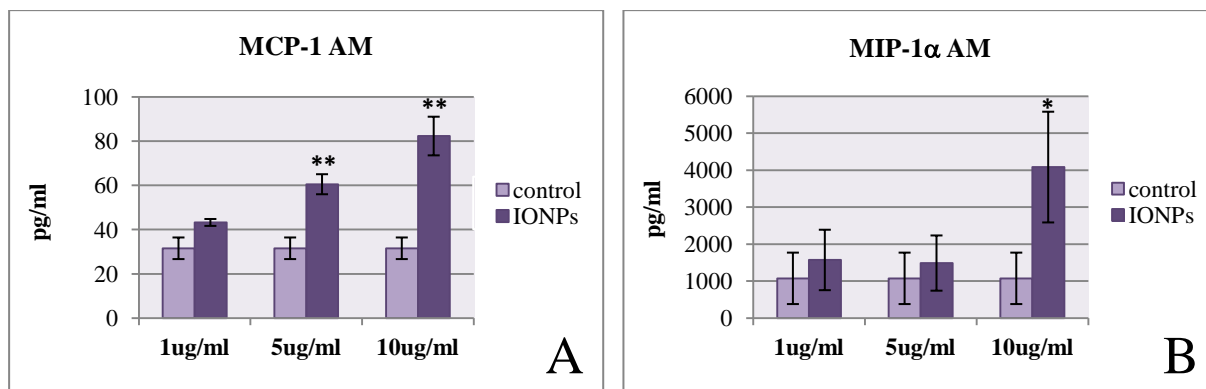 MCP-1 AM
100
80
60
40
20
0
pg/ml
**
**
1ug/ml 5ug/ml 10ug/ml
control
IONPs
A
MIP-1α AM
6000
5000
4000
3000
2000
1000
0
pg/ml
*
1ug/ml 5ug/ml 10ug/ml
control
IONPs
B